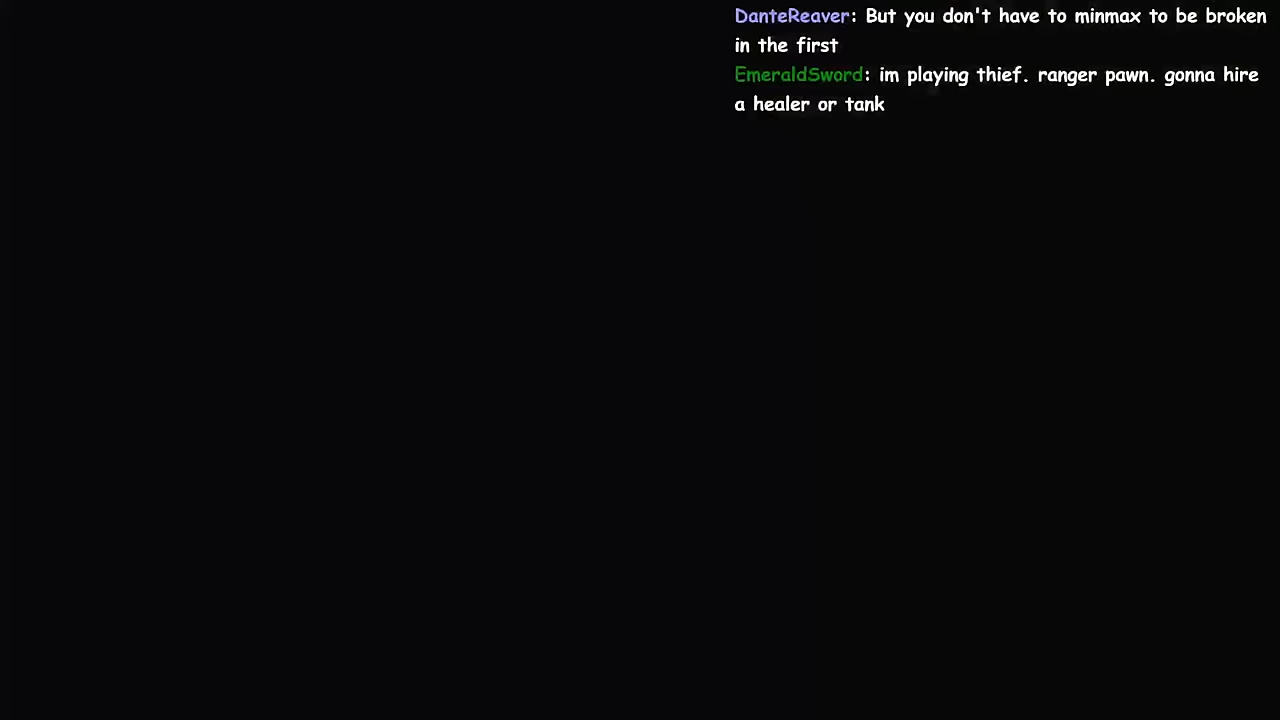 DanteReaver: But you don't have to minmax to be broken
in the first
EmeraldSword: im playing thief. ranger pawn. gonna hire
a healer or tank